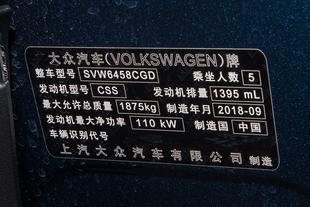 大众汽车(VOLKSWAGEN)牌
整车型号 SVW6458CGD 乘坐人数 5
发动机型号 CSS 发动机排量 1395 mL
最大允许总质量 1875kg 制造年月 2018-09
发动机最大净功率 110 kW 制造国 中国
车辆识别代号
上汽大众汽车有限公司 制造